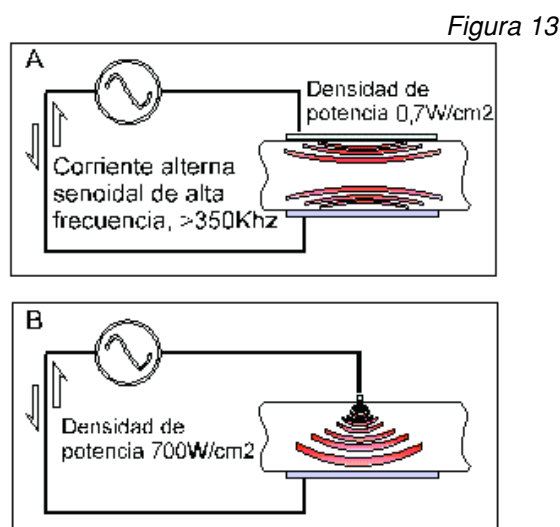 Figura 13
A
Densidad de
potencia 0,7W/cm2
Corriente alterna
senoidal de alta
frecuencia, >350Khz
B
Densidad de
potencia 700W/cm2